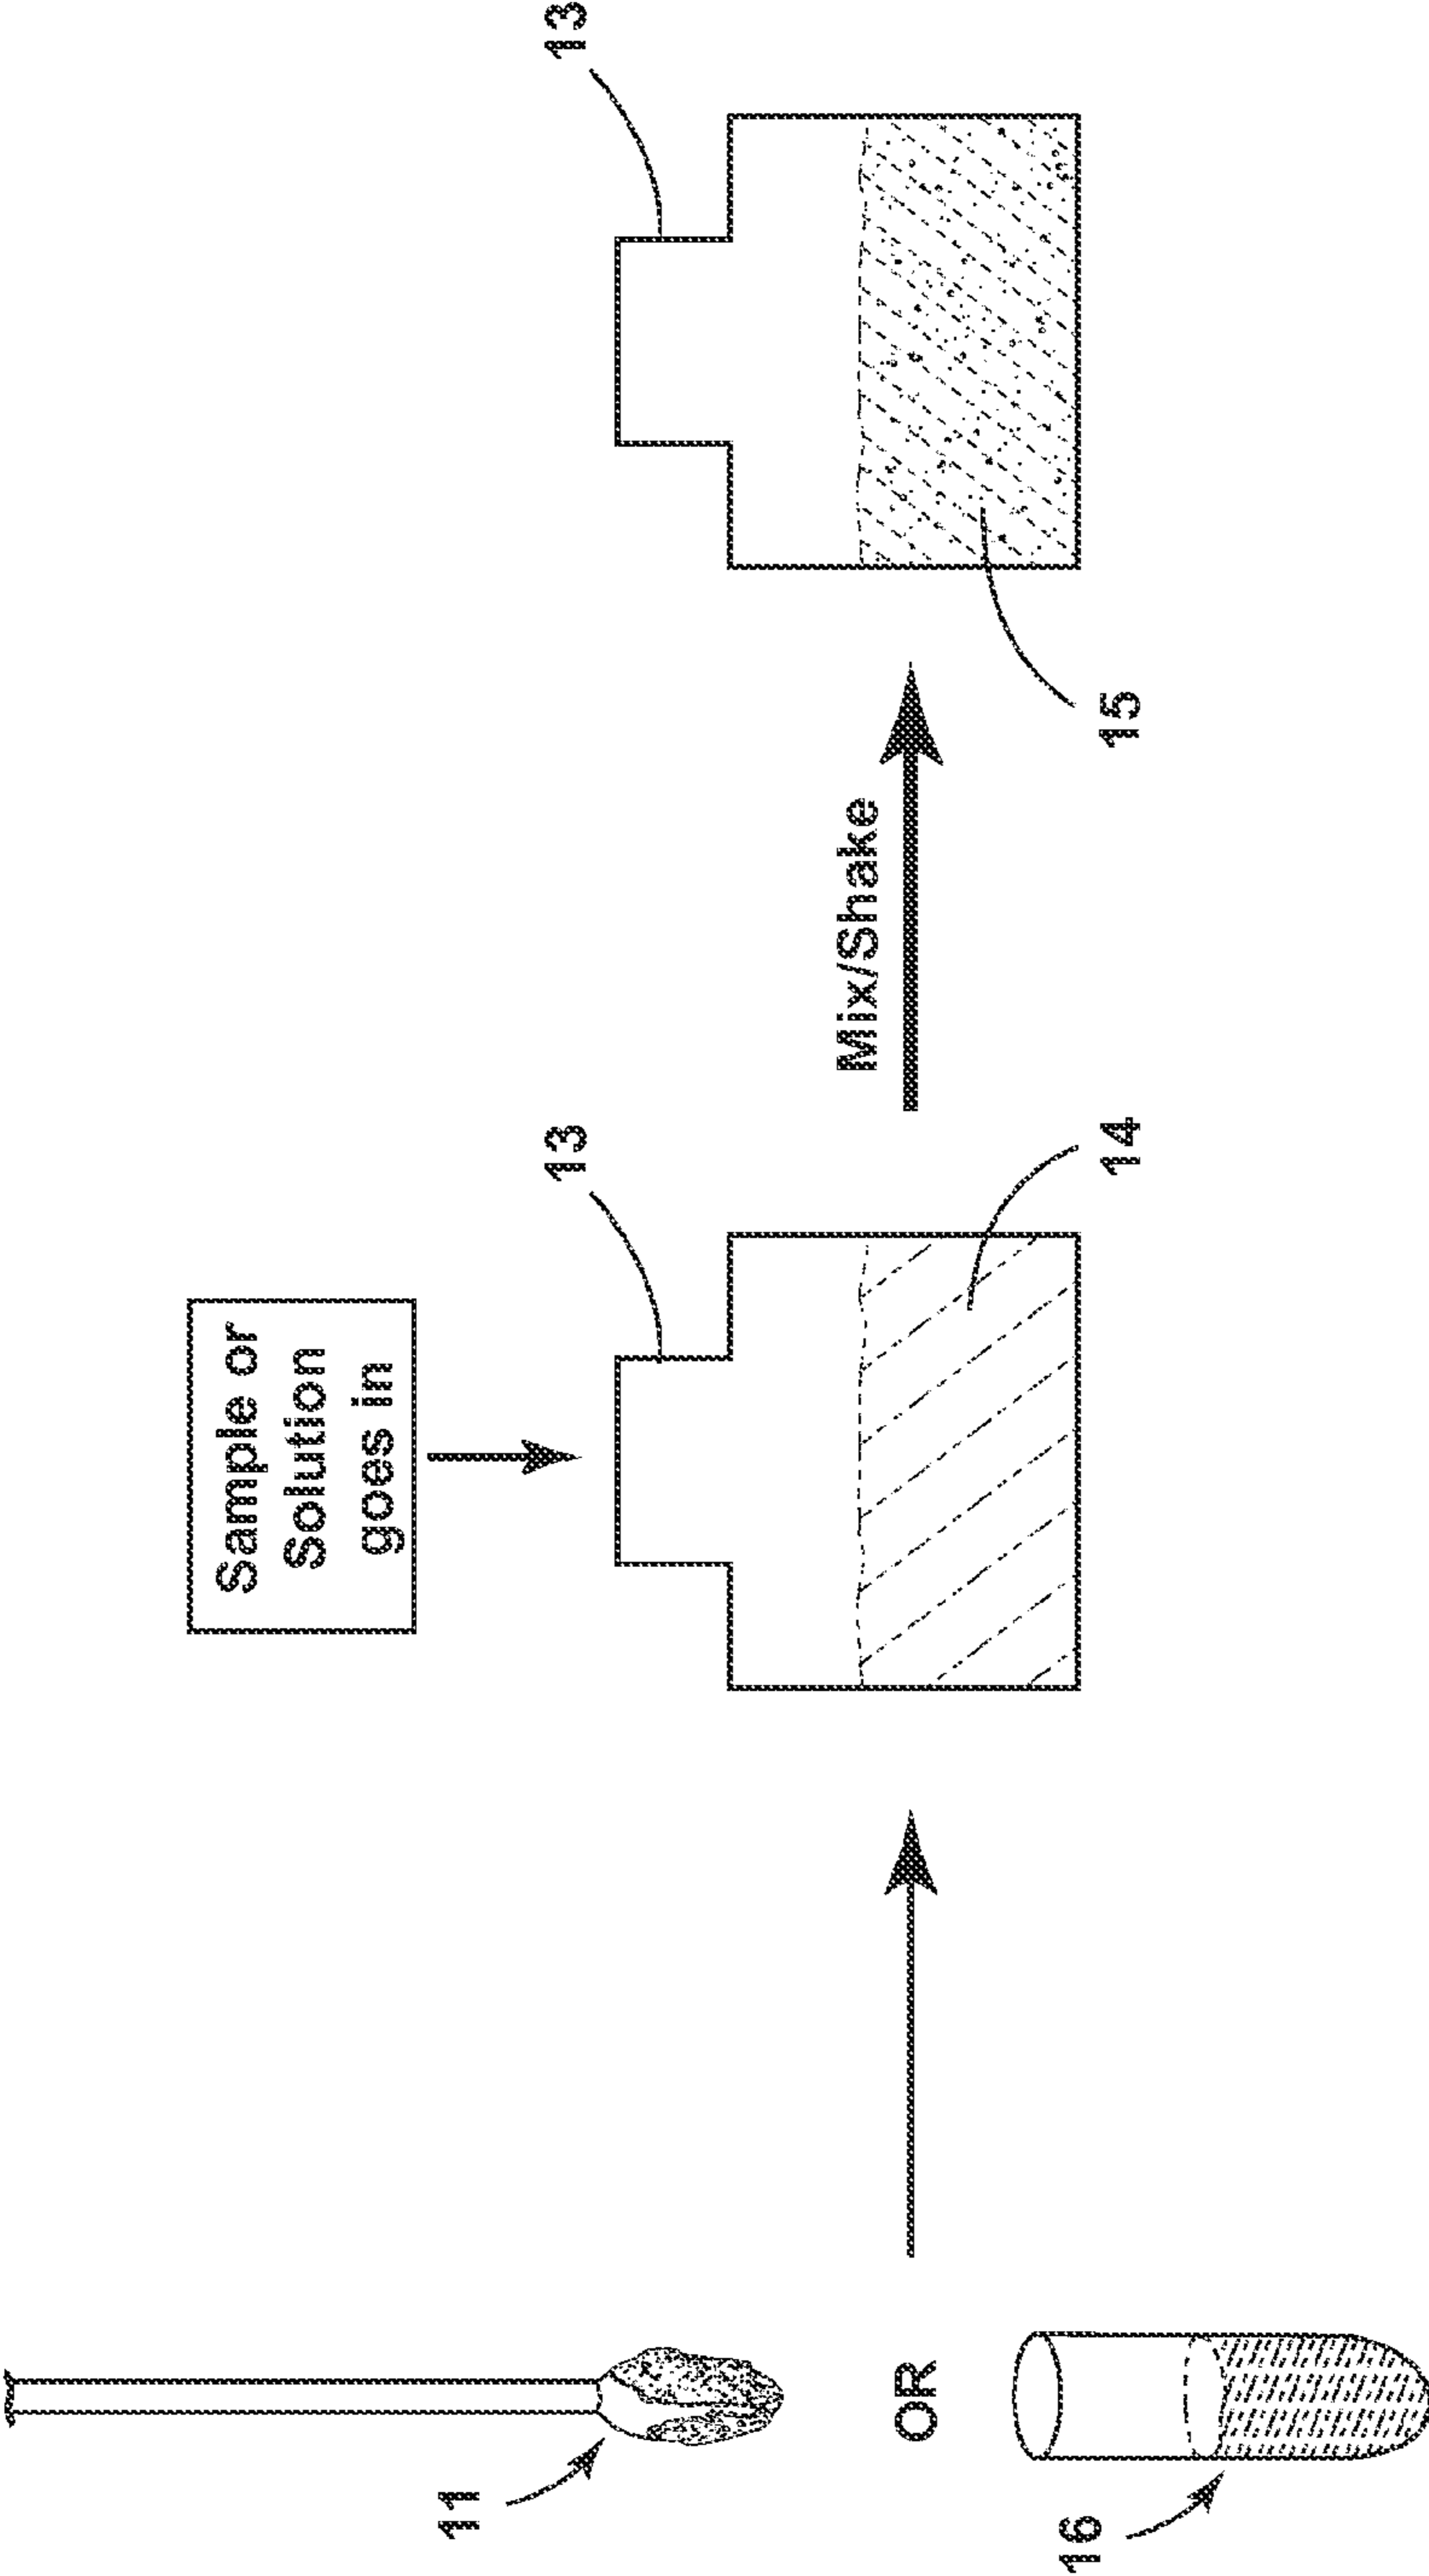 11
OR
16
Sample or
Solution
goes in
13
14
Mix/Shake
13
15